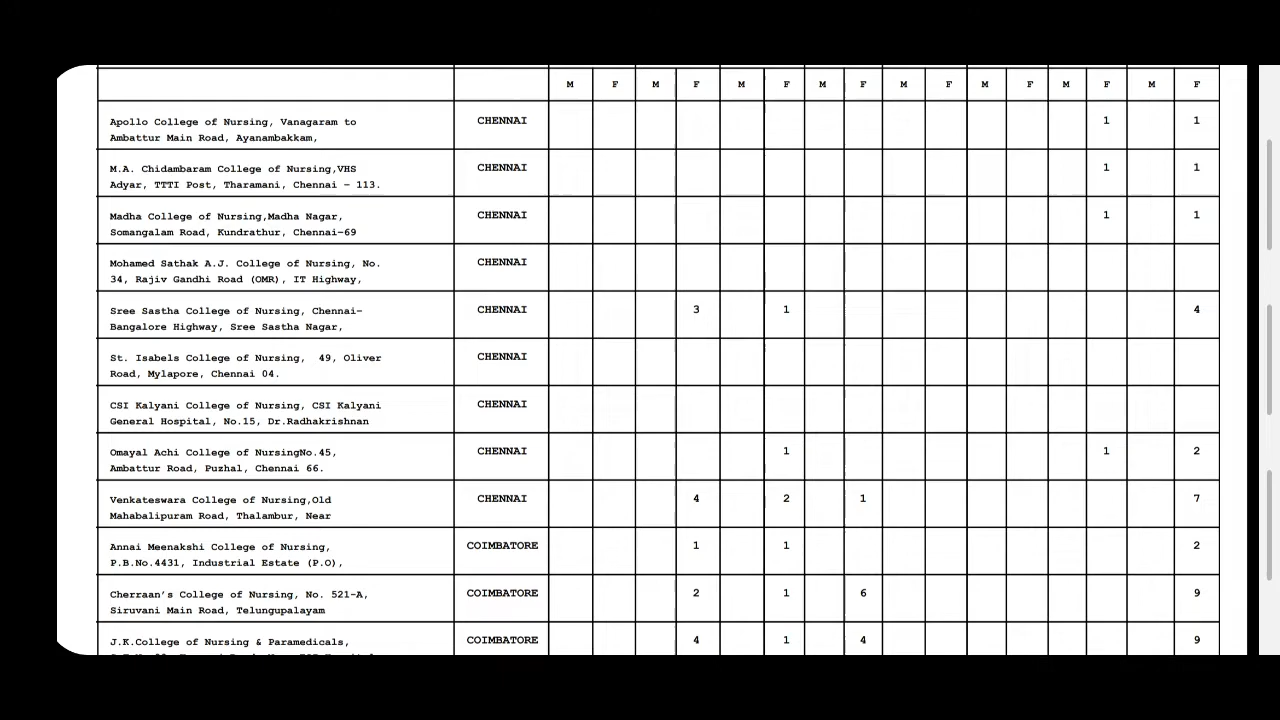 M F M F M F M F M F M F M F M F
Apollo College of Nursing, Vanagaram to CHENNAI 1 1
Ambattur Main Road, Ayanambakkam,
M.A. Chidambaram College of Nursing,VHS CHENNAI 1 1
Adyar, TTTI Post, Tharamani, Chennai - 113.
Madha College of Nursing,Madha Nagar, CHENNAI 1 1
Somangalam Road, Kundrathur, Chennai-69
Mohamed Sathak A.J. College of Nursing, No. CHENNAI
34, Rajiv Gandhi Road (OMR), IT Highway,
Sree Sastha College of Nursing, Chennai- CHENNAI 3 1 4
Bangalore Highway, Sree Sastha Nagar,
St. Isabels College of Nursing, 49, Oliver CHENNAI
Road, Mylapore, Chennai 04.
CSI Kalyani College of Nursing, CSI Kalyani CHENNAI
General Hospital, No.15, Dr.Radhakrishnan
Omayal Achi College of NursingNo.45, CHENNAI 1 1 2
Ambattur Road, Puzhal, Chennai 66.
Venkateswara College of Nursing,Old CHENNAI 4 2 1 7
Mahabalipuram Road, Thalambur, Near
Annai Meenakshi College of Nursing, COIMBATORE 1 1 2
P.B.No.4431, Industrial Estate (P.O),
Cherraan's College of Nursing, No. 521-A, COIMBATORE 2 1 6 9
Siruvani Main Road, Telungupalayam
J.K.College of Nursing & Paramedicals, COIMBATORE 4 1 4 9